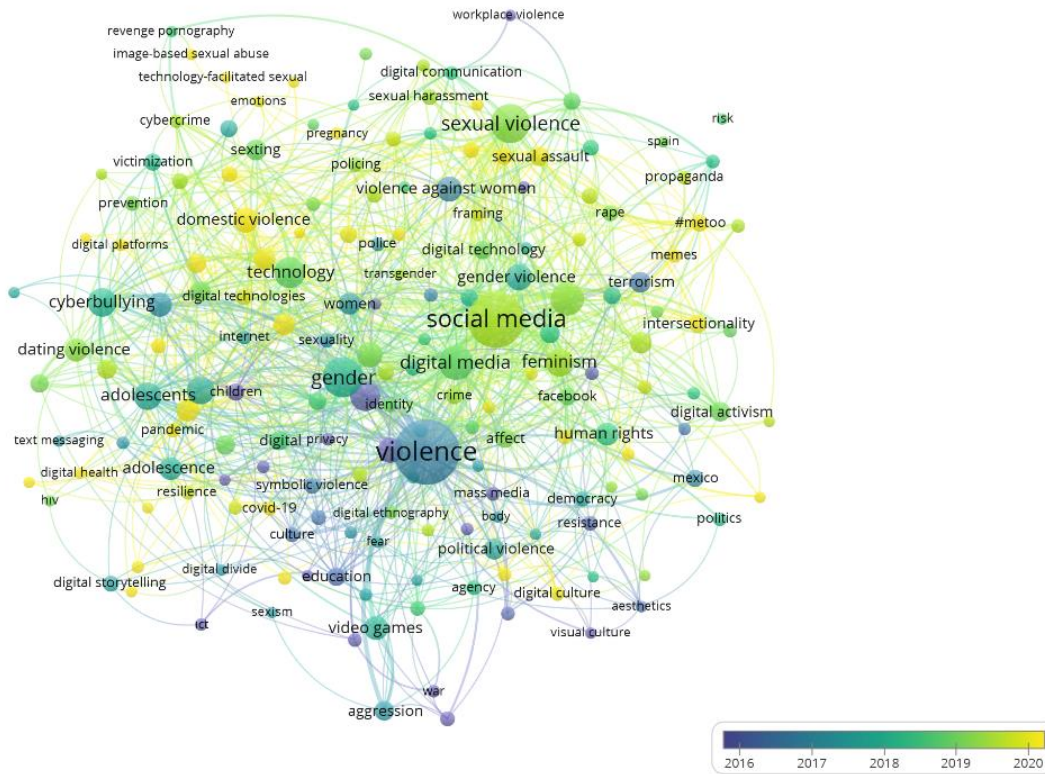 workplace violence
revenge pornography
image-based sexual abuse
digital communication
technology-facilitated sexual
sexual harassment
emotions
cybercrime
sexual violence
risk
pregnancy
spain
sexting
victimization
policing
sexual assault
propaganda
violence against women
prevention
framing
rape
domestic violence
#metoo
digital platforms
police
digital technology
memes
technology
transgender
gender violence
terrorism
cyberbullying
digital technologies
women
social media
intersectionality
internet
sexuality
dating violence
digital media
feminism
gender
adolescents
children
identity
crime
facebook
digital activism
pandemic
text messaging
digital
privacy
violence
affect
human rights
adolescence
digital health
resilience
symbolic violence
mexico
mass media
democracy
hiv
covid-19
digital ethnography
body
resistance
politics
culture
fear
political violence
digital storytelling
digital divide
education
agency
digital culture
aesthetics
ict
sexism
video games
visual culture
war
aggression
2016 2017 2018 2019 2020